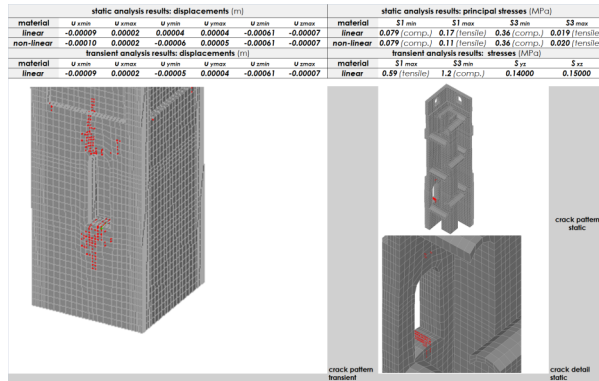 static analysis results: displacements (m) static analysis results: principal stresses (MPa)
material u xmin u xmax u ymin u ymax u zmin u zmax material S1 min S1 max S3 min S3 max
linear -0.00009 0.00002 0.00004 0.00004 -0.00061 -0.00007 linear 0.079 (comp.) 0.17 (tensile) 0.36 (comp.) 0.019 (tensile)
non-linear -0.00010 0.00002 -0.00006 0.00005 -0.00061 -0.00007 non-linear 0.079 (comp.) 0.11 (tensile) 0.36 (comp.) 0.020 (tensile)
transient analysis results: displacements (m) transient analysis results: stresses (MPa)
material u xmin u xmax u ymin u ymax u zmin u zmax material S1 max S3 min S yz S xz
linear -0.00009 0.00002 -0.00005 0.00004 -0.00061 -0.00007 linear 0.59 (tensile) 1.2 (comp.) 0.14000 0.15000
crack pattern
static
crack pattern
transient
crack detail
static